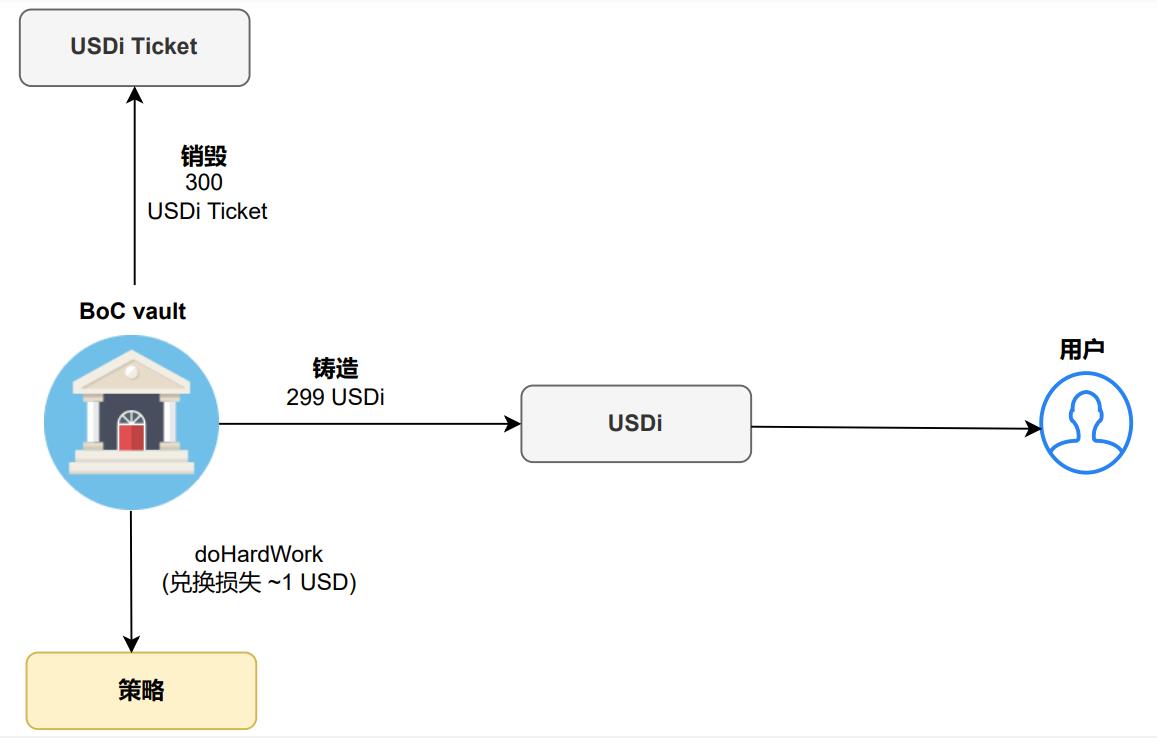 USDi Ticket
销毁
300
USDi Ticket
BoC vault
铸造
299 USDi
USDi
用户
doHardWork
(兑换损失 ~1 USD)
策略